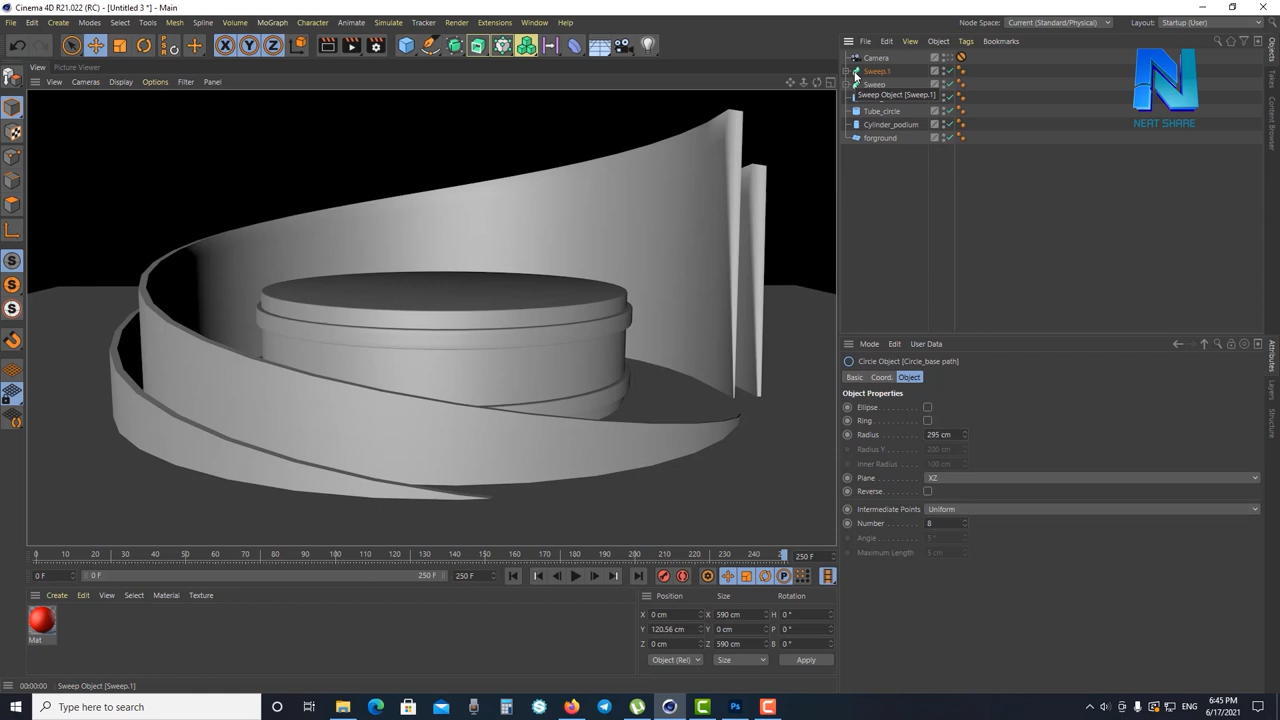 Cinema 4D R21.022 (RC) - [Untitled 3 *] - Main
File Edit Create Modes Select Tools Mesh Spline Volume MoGraph Character Animate Simulate Tracker Render Extensions Window Help
Node Space: Current (Standard/Physical) Layout: Startup (User)
View Picture Viewer
View Cameras Display Options Filter Panel
File Edit View Object Tags Bookmarks
Camera
Sweep.1
Sweep
Sweep Object [Sweep.1]
Tube_circle
Cylinder_podium
forground
NEAT SHARE
Objects
Takes
Content Browser
Attributes
Layers
Structure
Mode Edit User Data
Circle Object [Circle_base path]
Basic Coord. Object
Object Properties
Ellipse
Ring
Radius 295 cm
Radius Y 200 cm
Inner Radius 100 cm
Plane XZ
Reverse
Intermediate Points Uniform
Number 8
Angle 5 °
Maximum Length 5 cm
0 10 20 30 40 50 60 70 80 90 100 110 120 130 140 150 160 170 180 190 200 210 220 230 240 250 F
0 F 0 F 250 F 250 F
Create Edit View Select Material Texture
Mat
Position Size Rotation
X 0 cm X 590 cm H 0 °
Y 120.56 cm Y 0 cm P 0 °
Z 0 cm Z 590 cm B 0 °
Object (Rel) Size Apply
00:00:00 Sweep Object [Sweep.1]
Type here to search
ENG
6:45 PM
6/17/2021